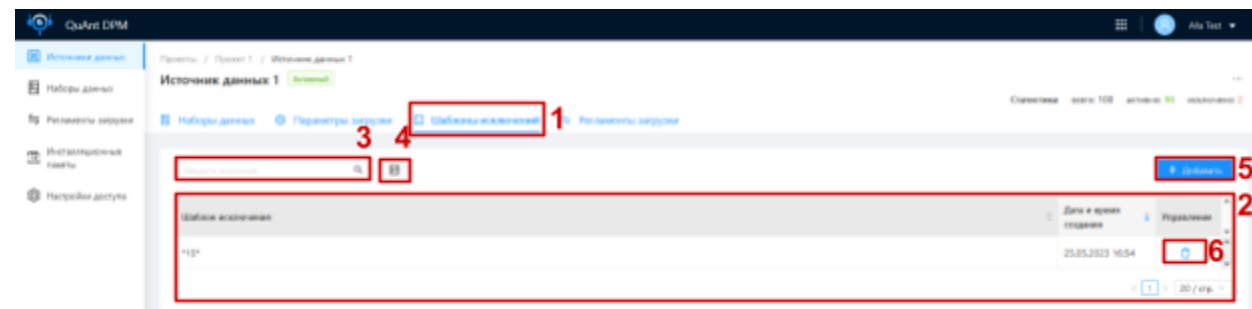 QuAnt DPM
Alla Test
Источники данных
Наборы данных
Регламенты загрузки
Инсталляционные
пакеты
Настройки доступа
Проекты / Проект 1 / Источник данных 1
Источник данных 1 Активный
Статистика всего 100 активно 93 исключено
Наборы данных Параметры загрузки Шаблоны исключений 1 Регламенты загрузки
3 4
Добавить 5
2
Шаблон исключения Дата и время Управление
создания
*10* 25.05.2023 16:54 6
1 20 / стр.